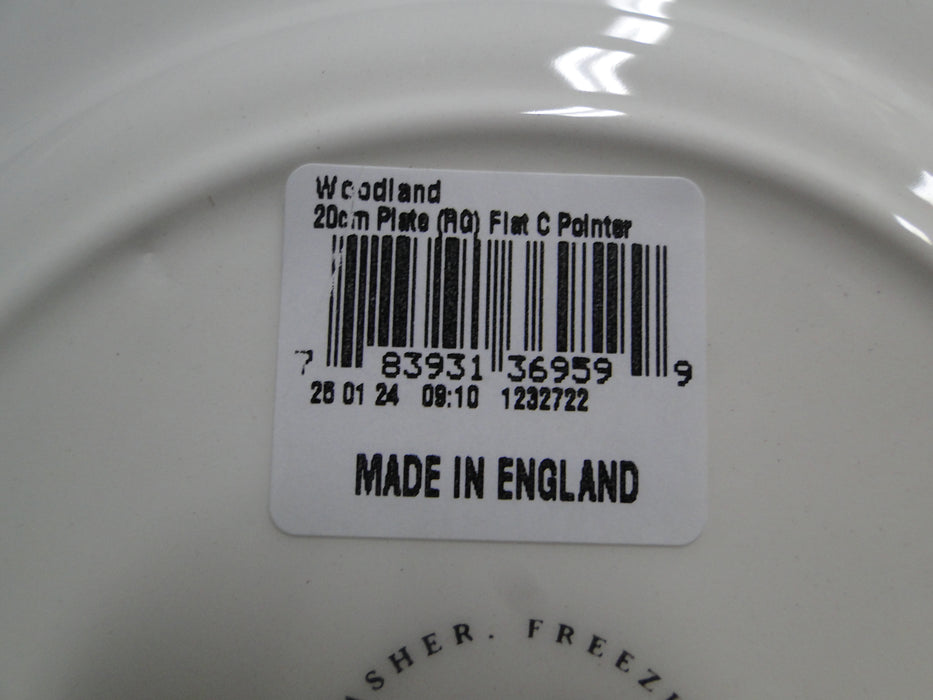 Woodland
20cm Plate (RG) Flat C Pointer
7 83931 36959 9
25 01 24 09:10 1232722
MADE IN ENGLAND
ASHER. FREEZ